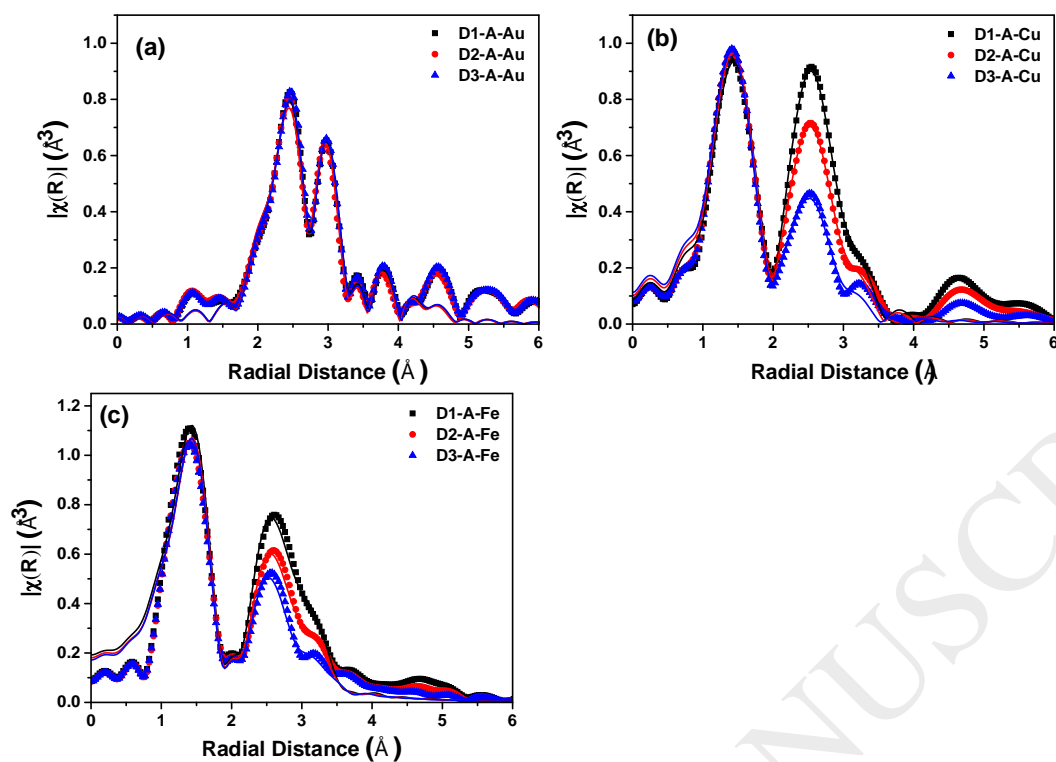 (a)
D1-A-Au
D2-A-Au
D3-A-Au
|χ(R)| (Å³)
1.0
0.8
0.6
0.4
0.2
0.0
0 1 2 3 4 5 6
Radial Distance (Å)
(b)
D1-A-Cu
D2-A-Cu
D3-A-Cu
|χ(R)| (Å³)
1.0
0.8
0.6
0.4
0.2
0.0
0 1 2 3 4 5 6
Radial Distance (Å)
(c)
D1-A-Fe
D2-A-Fe
D3-A-Fe
|χ(R)| (Å³)
1.2
1.0
0.8
0.6
0.4
0.2
0.0
0 1 2 3 4 5 6
Radial Distance (Å)
NUSC